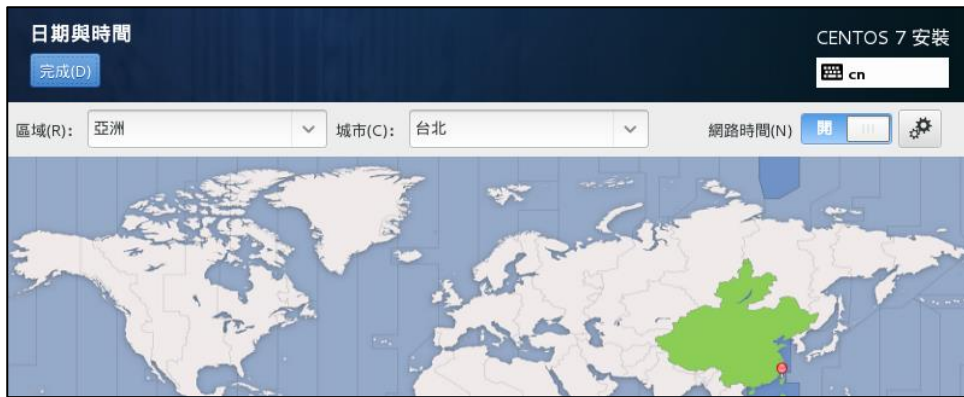 日期與時間
CENTOS 7 安裝
完成(D)
cn
區域(R): 亞洲 城市(C): 台北 網路時間(N) 開